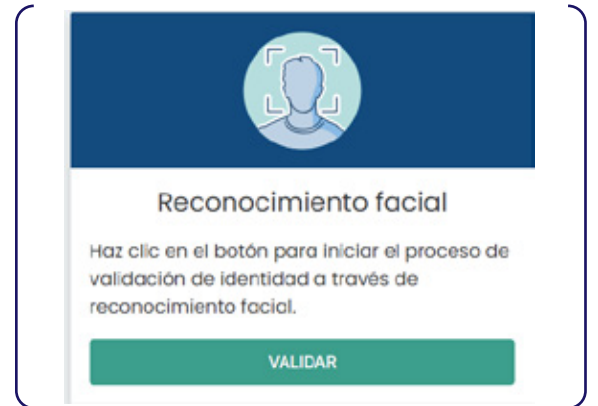 Reconocimiento facial
Haz clic en el botón para iniciar el proceso de
validación de identidad a través de
reconocimiento facial.
VALIDAR